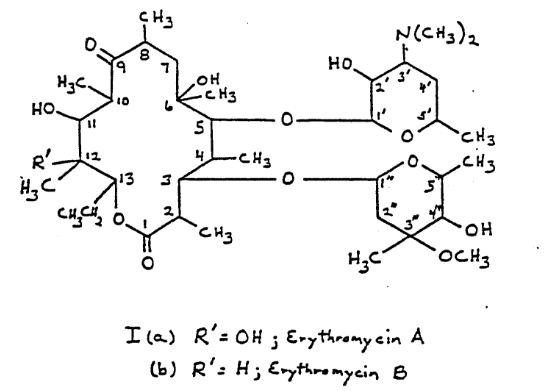 CH3
O
8
9
7
N(CH3)2
HO
3'
2'
4'
H3C
10
OH
6
CH3
HO
11
5
O
1'
5'
O
CH3
R'
12
4
CH3
H3C
13
3
O
1"
O
5"
CH3
CH3CH2
O
1
2
CH3
2"
3"
4"
OH
O
H3C
OCH3
I (a) R' = OH ; Erythromycin A
(b) R' = H ; Erythromycin B